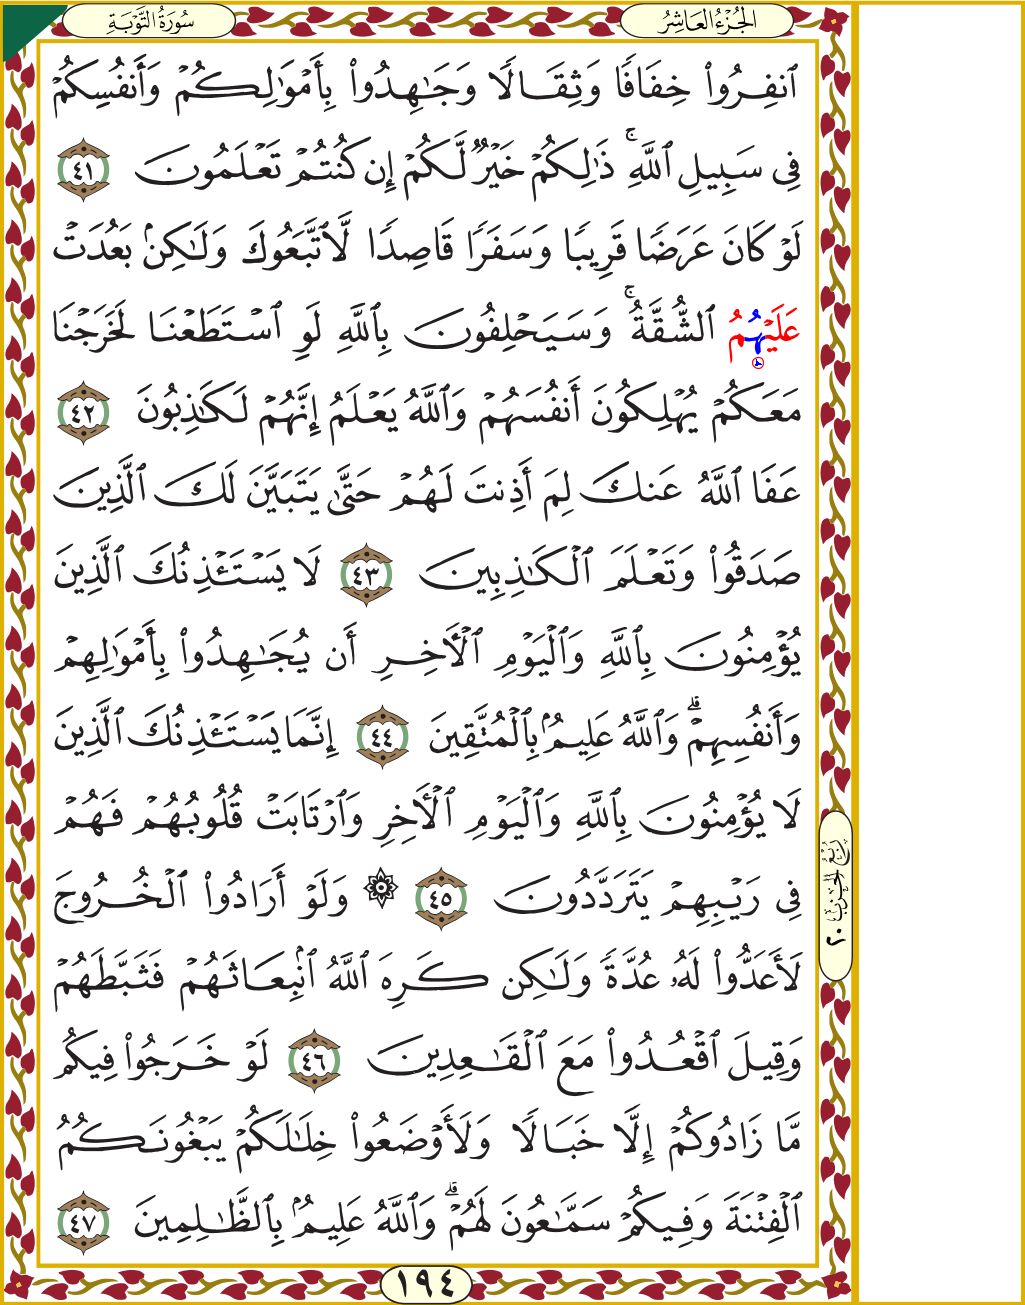 الجُزْءُ العَاشِرُ
سُورَةُ التَّوْبَةِ
ٱنفِرُوا۟ خِفَافًا وَثِقَالًا وَجَٰهِدُوا۟ بِأَمْوَٰلِكُمْ وَأَنفُسِكُمْ
فِى سَبِيلِ ٱللَّهِ ۚ ذَٰلِكُمْ خَيْرٌ لَّكُمْ إِن كُنتُمْ تَعْلَمُونَ ٤١
لَوْ كَانَ عَرَضًا قَرِيبًا وَسَفَرًا قَاصِدًا لَّٱتَّبَعُوكَ وَلَٰكِنۢ بَعُدَتْ
عَلَيْهُمُ ٱلشُّقَّةُ ۚ وَسَيَحْلِفُونَ بِٱللَّهِ لَوِ ٱسْتَطَعْنَا لَخَرَجْنَا
مَعَكُمْ يُهْلِكُونَ أَنفُسَهُمْ وَٱللَّهُ يَعْلَمُ إِنَّهُمْ لَكَٰذِبُونَ ٤٢
عَفَا ٱللَّهُ عَنكَ لِمَ أَذِنتَ لَهُمْ حَتَّىٰ يَتَبَيَّنَ لَكَ ٱلَّذِينَ
صَدَقُوا۟ وَتَعْلَمَ ٱلْكَٰذِبِينَ ٤٣ لَا يَسْتَـْٔذِنُكَ ٱلَّذِينَ
يُؤْمِنُونَ بِٱللَّهِ وَٱلْيَوْمِ ٱلْـَٔاخِرِ أَن يُجَٰهِدُوا۟ بِأَمْوَٰلِهِمْ
وَأَنفُسِهِمْ ۗ وَٱللَّهُ عَلِيمٌۢ بِٱلْمُتَّقِينَ ٤٤ إِنَّمَا يَسْتَـْٔذِنُكَ ٱلَّذِينَ
لَا يُؤْمِنُونَ بِٱللَّهِ وَٱلْيَوْمِ ٱلْـَٔاخِرِ وَٱرْتَابَتْ قُلُوبُهُمْ فَهُمْ
فِى رَيْبِهِمْ يَتَرَدَّدُونَ ٤٥ ۞ وَلَوْ أَرَادُوا۟ ٱلْخُرُوجَ
لَأَعَدُّوا۟ لَهُۥ عُدَّةً وَلَٰكِن كَرِهَ ٱللَّهُ ٱنۢبِعَاثَهُمْ فَثَبَّطَهُمْ
وَقِيلَ ٱقْعُدُوا۟ مَعَ ٱلْقَٰعِدِينَ ٤٦ لَوْ خَرَجُوا۟ فِيكُم
مَّا زَادُوكُمْ إِلَّا خَبَالًا وَلَأَوْضَعُوا۟ خِلَٰلَكُمْ يَبْغُونَكُمُ
ٱلْفِتْنَةَ وَفِيكُمْ سَمَّٰعُونَ لَهُمْ ۗ وَٱللَّهُ عَلِيمٌۢ بِٱلظَّٰلِمِينَ ٤٧
رُبْعُ الحِزْبِ ٢٠
١٩٤